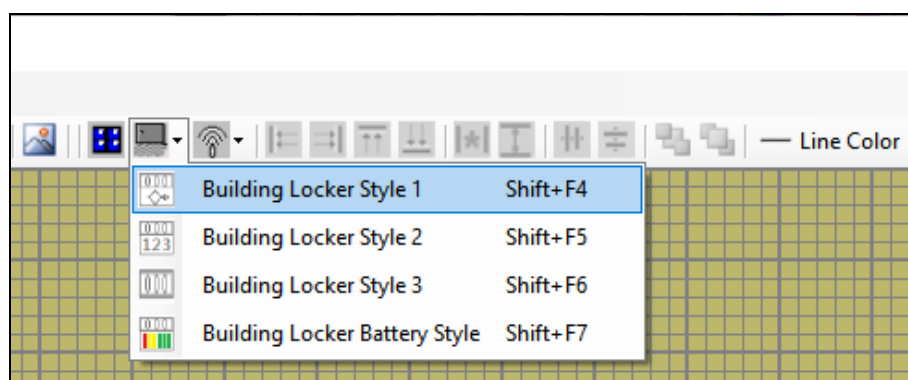 Line Color
Building Locker Style 1 Shift+F4
Building Locker Style 2 Shift+F5
Building Locker Style 3 Shift+F6
Building Locker Battery Style Shift+F7
123